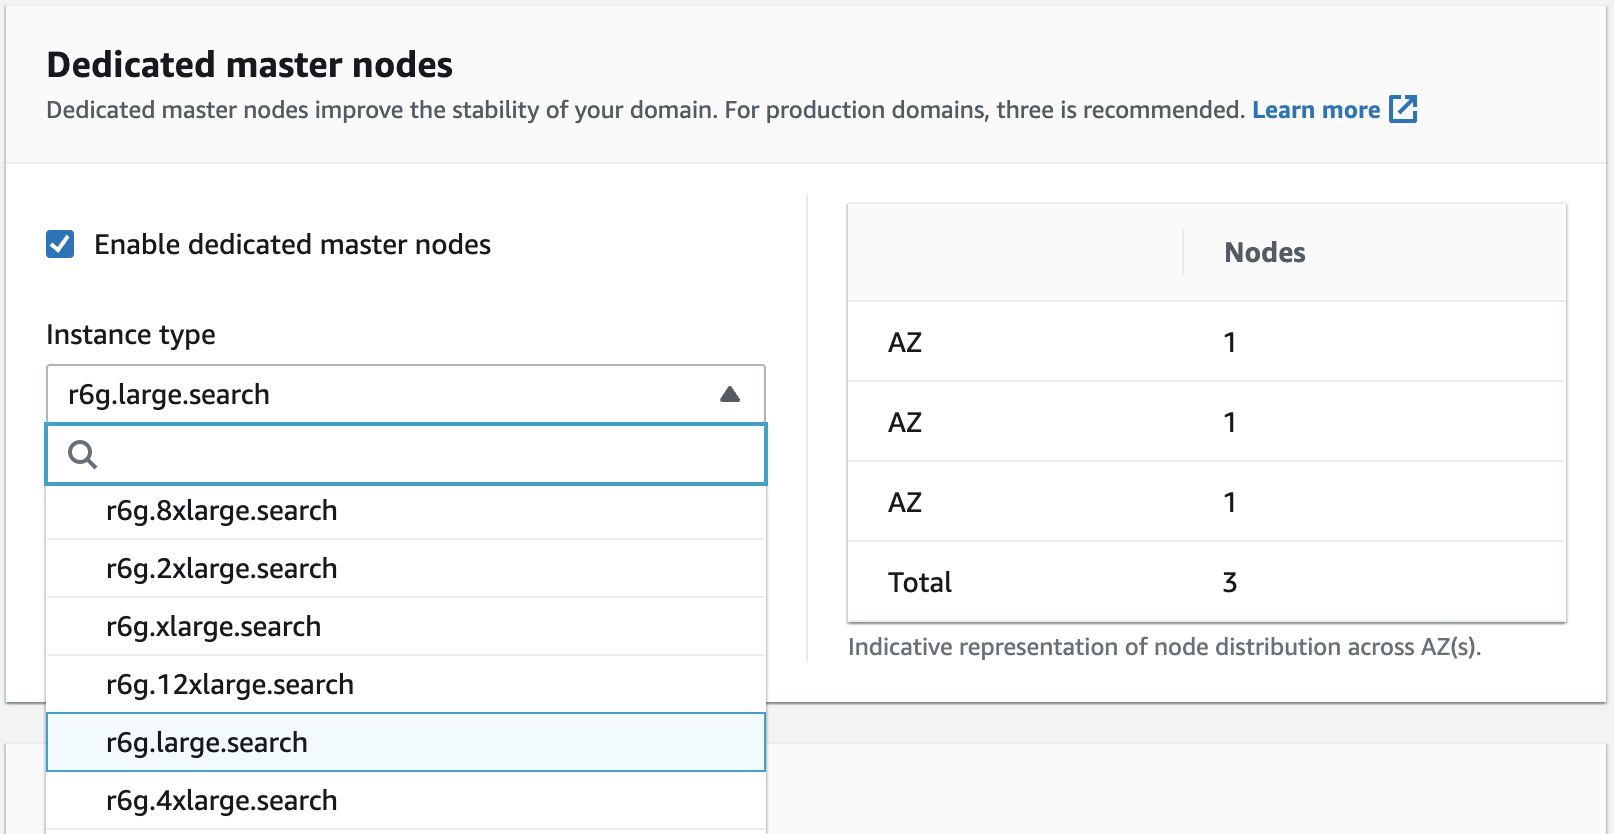 Dedicated master nodes
Dedicated master nodes improve the stability of your domain. For production domains, three is recommended. Learn more
Enable dedicated master nodes
Instance type
r6g.large.search
r6g.8xlarge.search
r6g.2xlarge.search
r6g.xlarge.search
r6g.12xlarge.search
r6g.large.search
r6g.4xlarge.search
Nodes
AZ 1
AZ 1
AZ 1
Total 3
Indicative representation of node distribution across AZ(s).